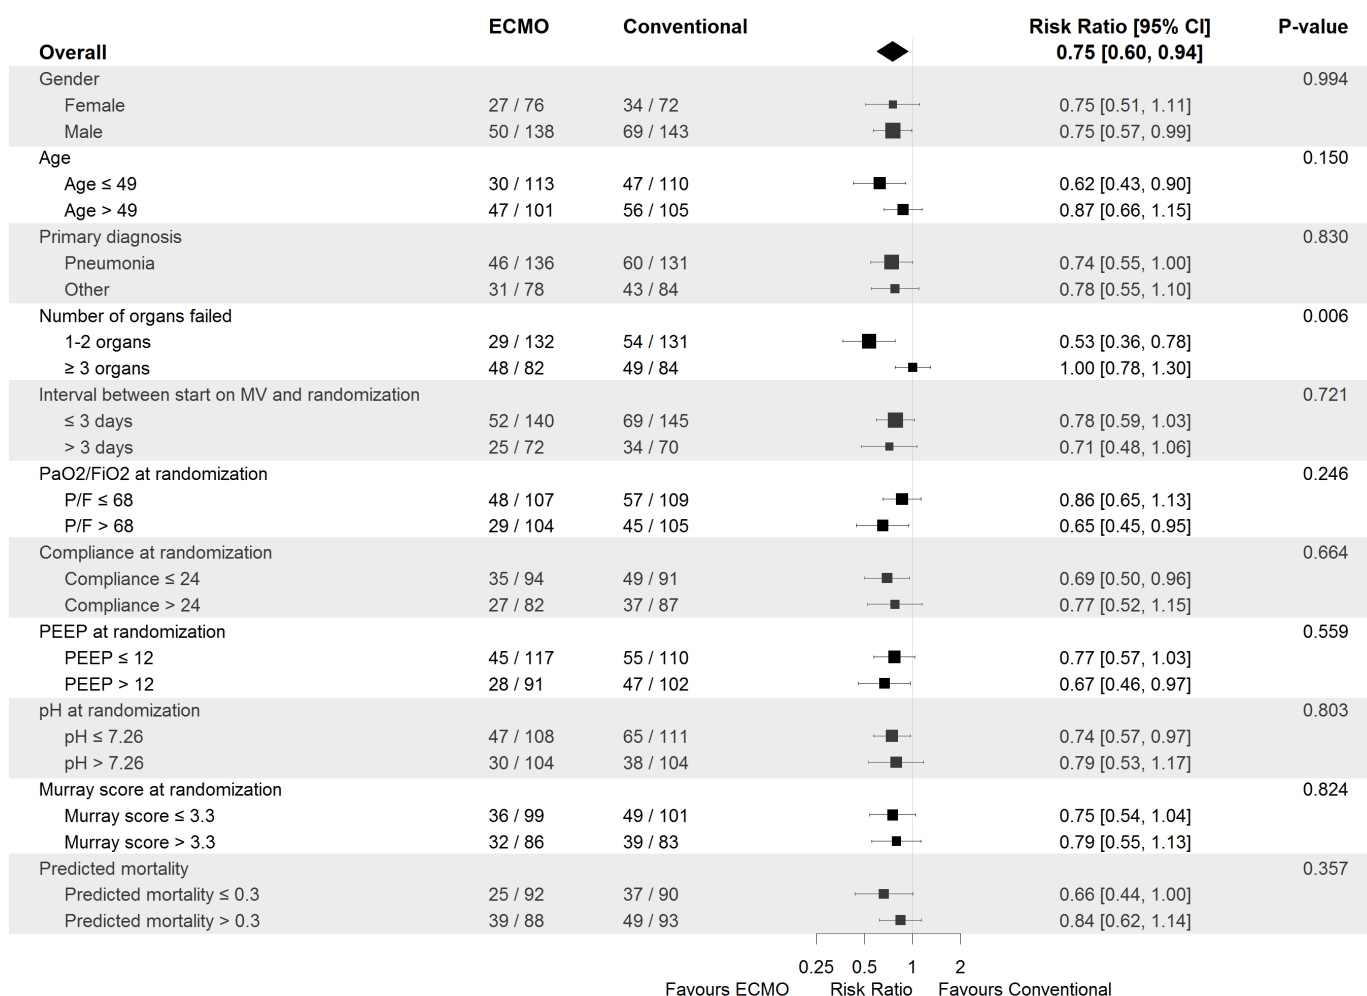 ECMO Conventional Risk Ratio [95% CI] P-value
Overall 0.75 [0.60, 0.94]
Gender 0.994
Female 27 / 76 34 / 72 0.75 [0.51, 1.11]
Male 50 / 138 69 / 143 0.75 [0.57, 0.99]
Age 0.150
Age ≤ 49 30 / 113 47 / 110 0.62 [0.43, 0.90]
Age > 49 47 / 101 56 / 105 0.87 [0.66, 1.15]
Primary diagnosis 0.830
Pneumonia 46 / 136 60 / 131 0.74 [0.55, 1.00]
Other 31 / 78 43 / 84 0.78 [0.55, 1.10]
Number of organs failed 0.006
1-2 organs 29 / 132 54 / 131 0.53 [0.36, 0.78]
≥ 3 organs 48 / 82 49 / 84 1.00 [0.78, 1.30]
Interval between start on MV and randomization 0.721
≤ 3 days 52 / 140 69 / 145 0.78 [0.59, 1.03]
> 3 days 25 / 72 34 / 70 0.71 [0.48, 1.06]
PaO2/FiO2 at randomization 0.246
P/F ≤ 68 48 / 107 57 / 109 0.86 [0.65, 1.13]
P/F > 68 29 / 104 45 / 105 0.65 [0.45, 0.95]
Compliance at randomization 0.664
Compliance ≤ 24 35 / 94 49 / 91 0.69 [0.50, 0.96]
Compliance > 24 27 / 82 37 / 87 0.77 [0.52, 1.15]
PEEP at randomization 0.559
PEEP ≤ 12 45 / 117 55 / 110 0.77 [0.57, 1.03]
PEEP > 12 28 / 91 47 / 102 0.67 [0.46, 0.97]
pH at randomization 0.803
pH ≤ 7.26 47 / 108 65 / 111 0.74 [0.57, 0.97]
pH > 7.26 30 / 104 38 / 104 0.79 [0.53, 1.17]
Murray score at randomization 0.824
Murray score ≤ 3.3 36 / 99 49 / 101 0.75 [0.54, 1.04]
Murray score > 3.3 32 / 86 39 / 83 0.79 [0.55, 1.13]
Predicted mortality 0.357
Predicted mortality ≤ 0.3 25 / 92 37 / 90 0.66 [0.44, 1.00]
Predicted mortality > 0.3 39 / 88 49 / 93 0.84 [0.62, 1.14]
0.25 0.5 1 2
Favours ECMO Risk Ratio Favours Conventional